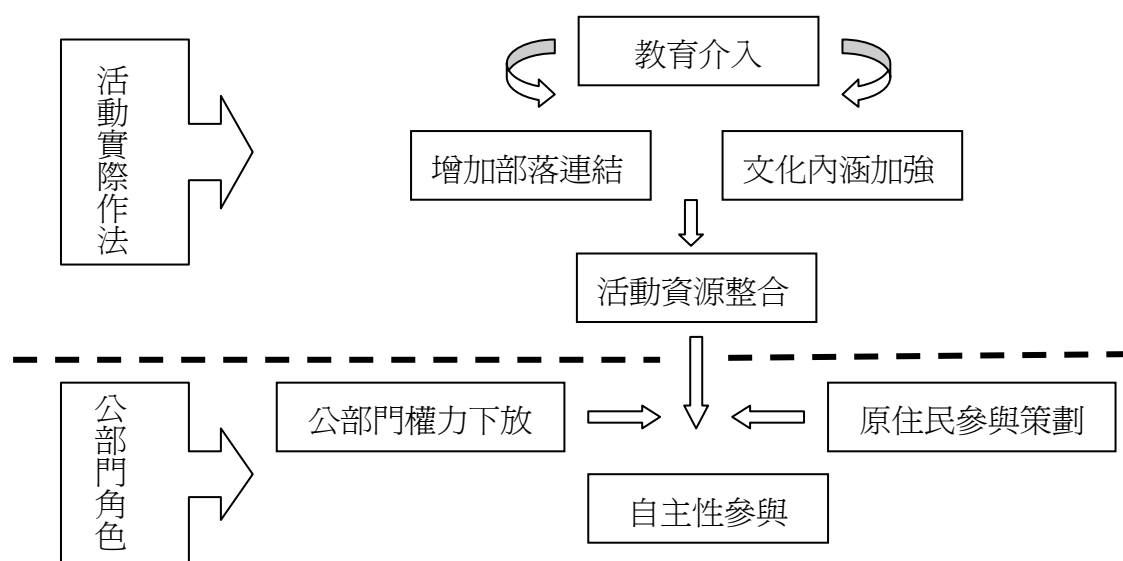 活動實際作法
教育介入
增加部落連結
文化內涵加強
活動資源整合
公部門角色
公部門權力下放
原住民參與策劃
自主性參與